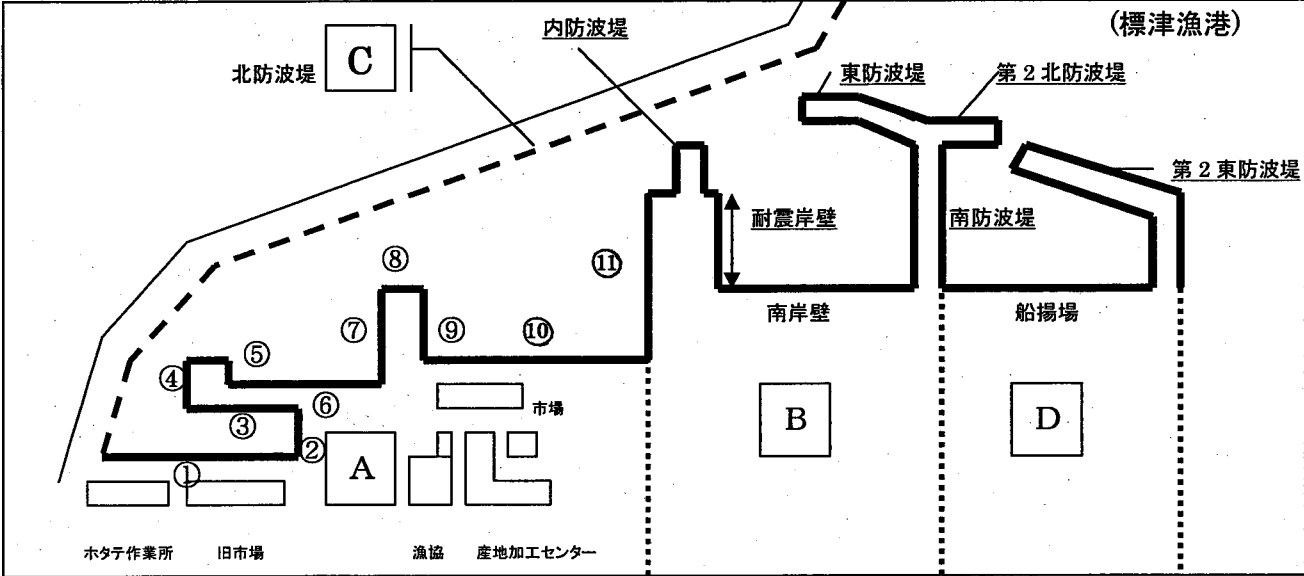 (標津漁港)
内防波堤
北防波堤
C
東防波堤
第2北防波堤
第2東防波堤
耐震岸壁
南防波堤
⑧
⑪
南岸壁
船揚場
⑦
⑨
⑩
⑤
④
⑥
③
市場
②
①
A
B
D
ホタテ作業所
旧市場
漁協
産地加工センター